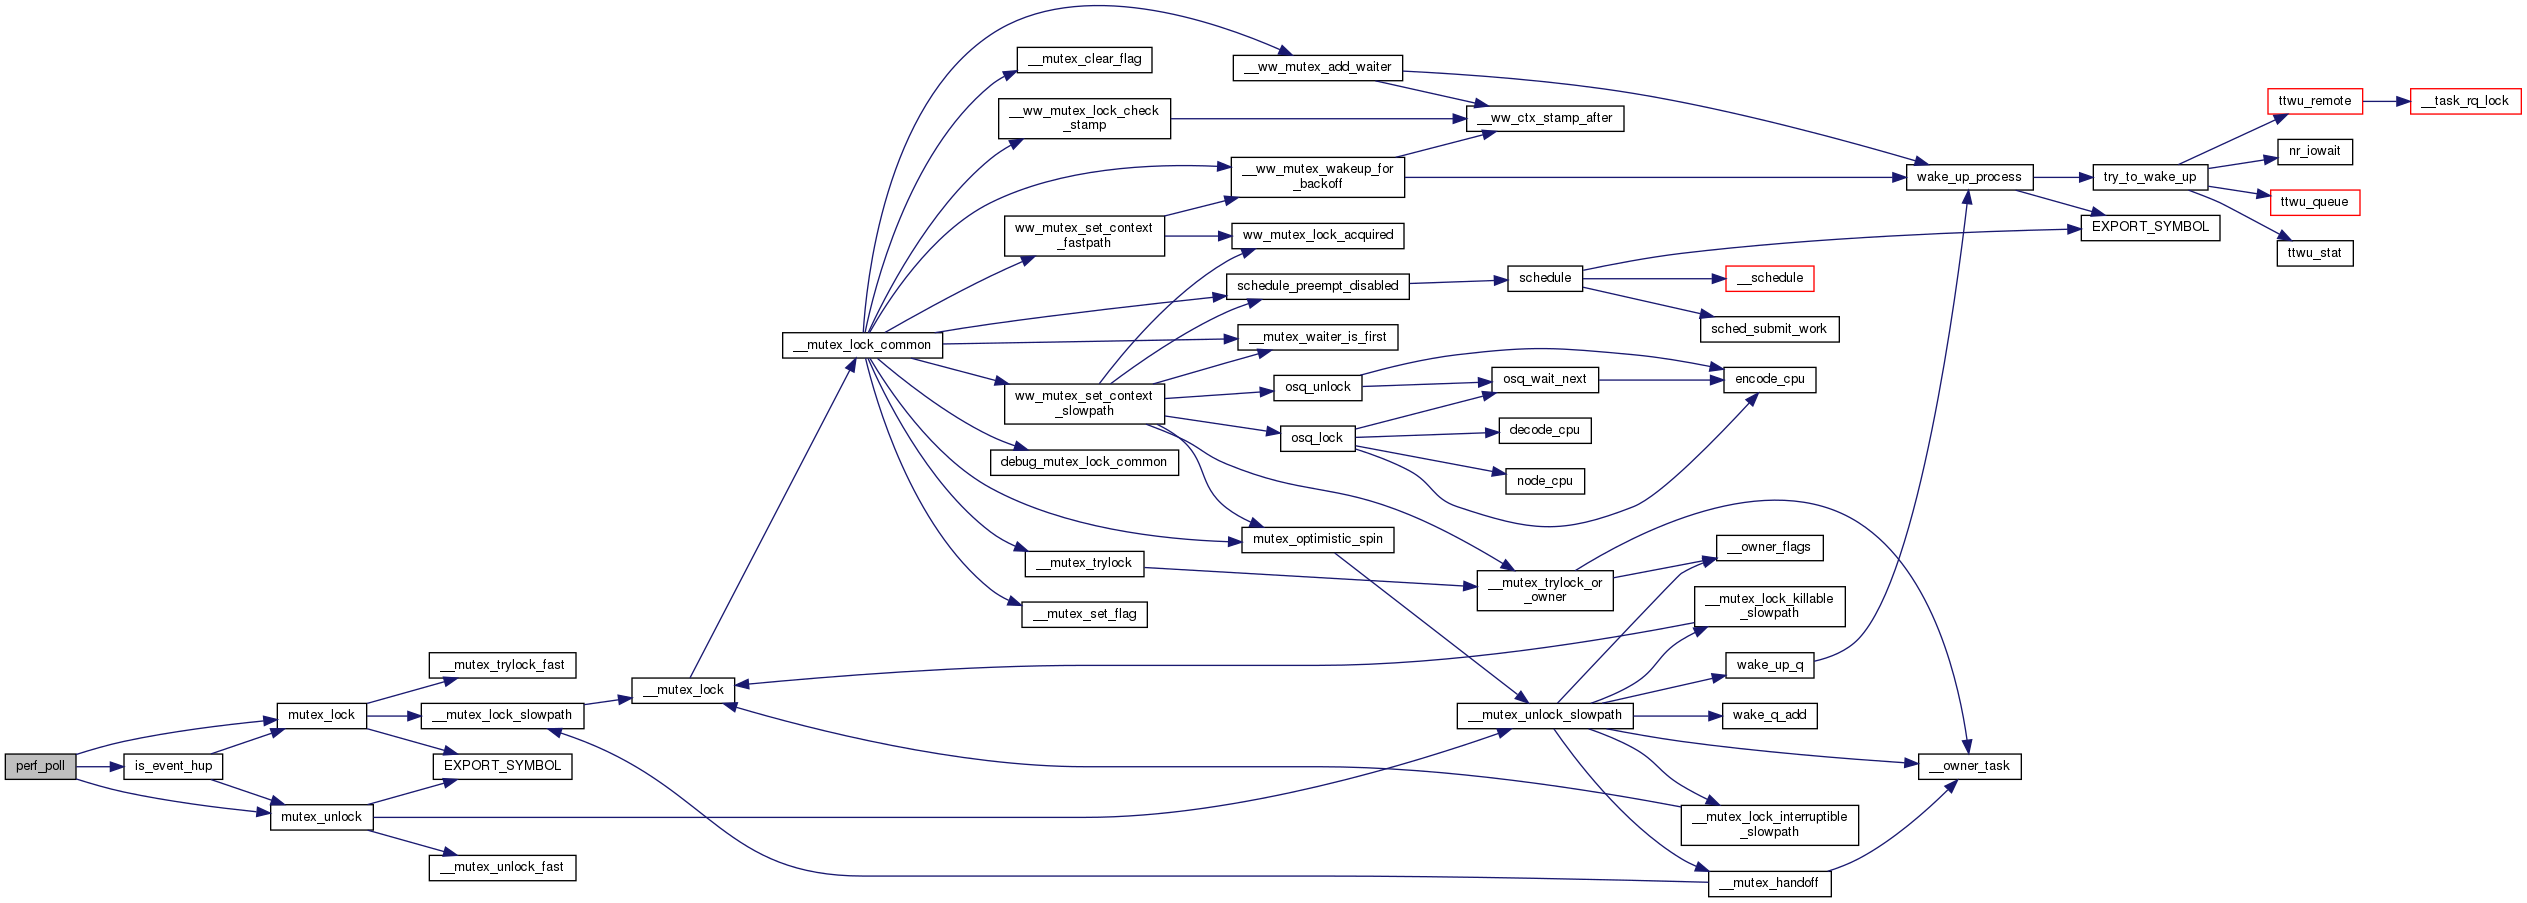 perf_poll
mutex_lock
is_event_hup
mutex_unlock
__mutex_trylock_fast
__mutex_lock_slowpath
EXPORT_SYMBOL
__mutex_unlock_fast
__mutex_lock
__mutex_lock_common
__mutex_clear_flag
__ww_mutex_lock_check
_stamp
ww_mutex_set_context
_fastpath
ww_mutex_set_context
_slowpath
debug_mutex_lock_common
__mutex_trylock
__mutex_set_flag
__ww_mutex_add_waiter
__ww_mutex_wakeup_for
_backoff
ww_mutex_lock_acquired
schedule_preempt_disabled
__mutex_waiter_is_first
osq_unlock
osq_lock
mutex_optimistic_spin
__ww_ctx_stamp_after
schedule
osq_wait_next
decode_cpu
node_cpu
__mutex_trylock_or
_owner
__mutex_unlock_slowpath
__schedule
sched_submit_work
encode_cpu
__owner_flags
__mutex_lock_killable
_slowpath
wake_up_q
wake_q_add
__mutex_lock_interruptible
_slowpath
__mutex_handoff
wake_up_process
__owner_task
try_to_wake_up
EXPORT_SYMBOL
ttwu_remote
nr_iowait
ttwu_queue
ttwu_stat
__task_rq_lock